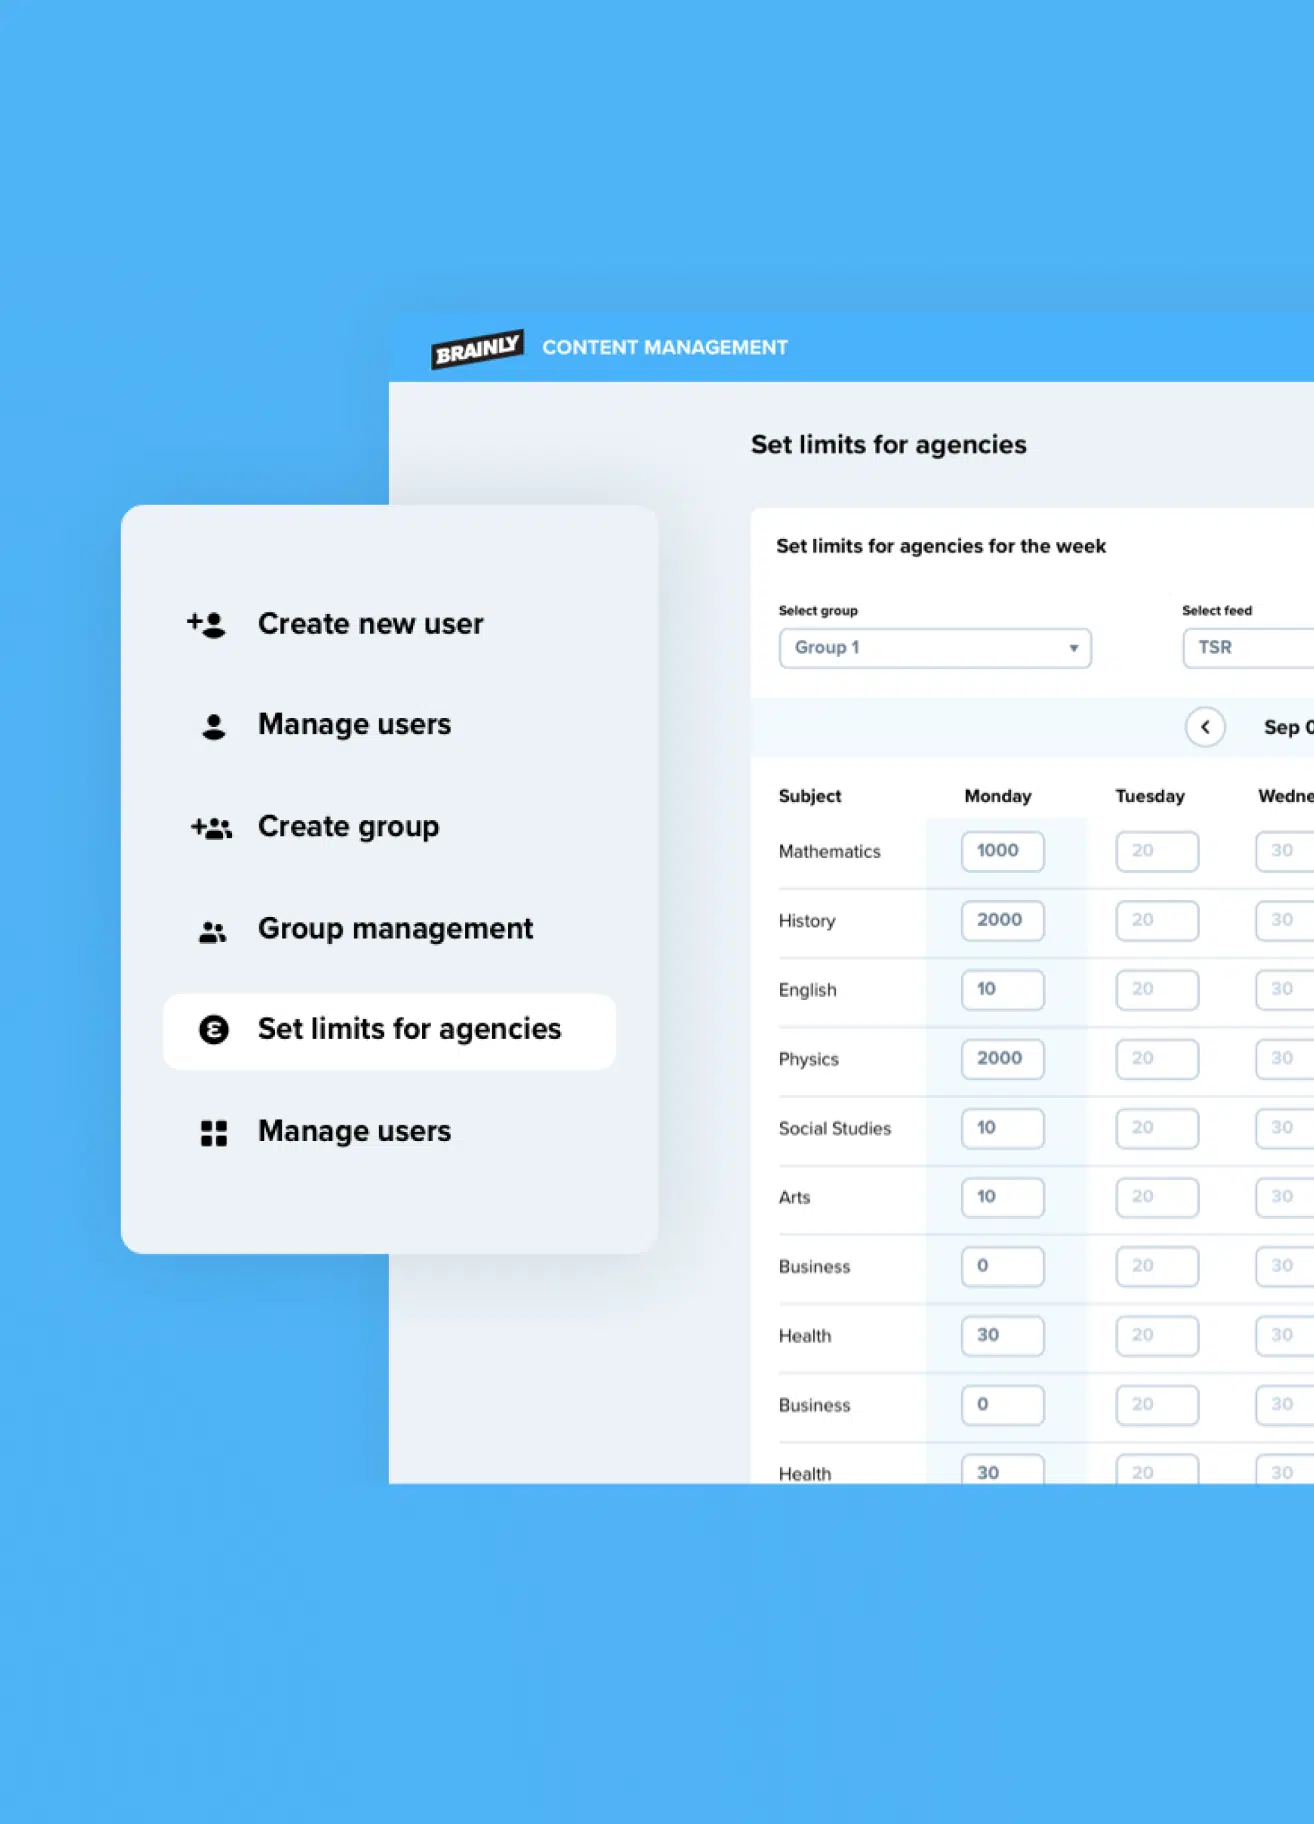 BRAINLY CONTENT MANAGEMENT
Set limits for agencies
Create new user
Manage users
Create group
Group management
Set limits for agencies
Manage users
Set limits for agencies for the week
Select group Select feed
Group 1 TSR
Sep
Subject Monday Tuesday
Mathematics 1000 20 30
History 2000 20 30
English 10 20 30
Physics 2000 20 30
Social Studies 10 20 30
Arts 10 20 30
Business 0 20 30
Health 30 20 30
Business 0 20 30
Health 30 20 30